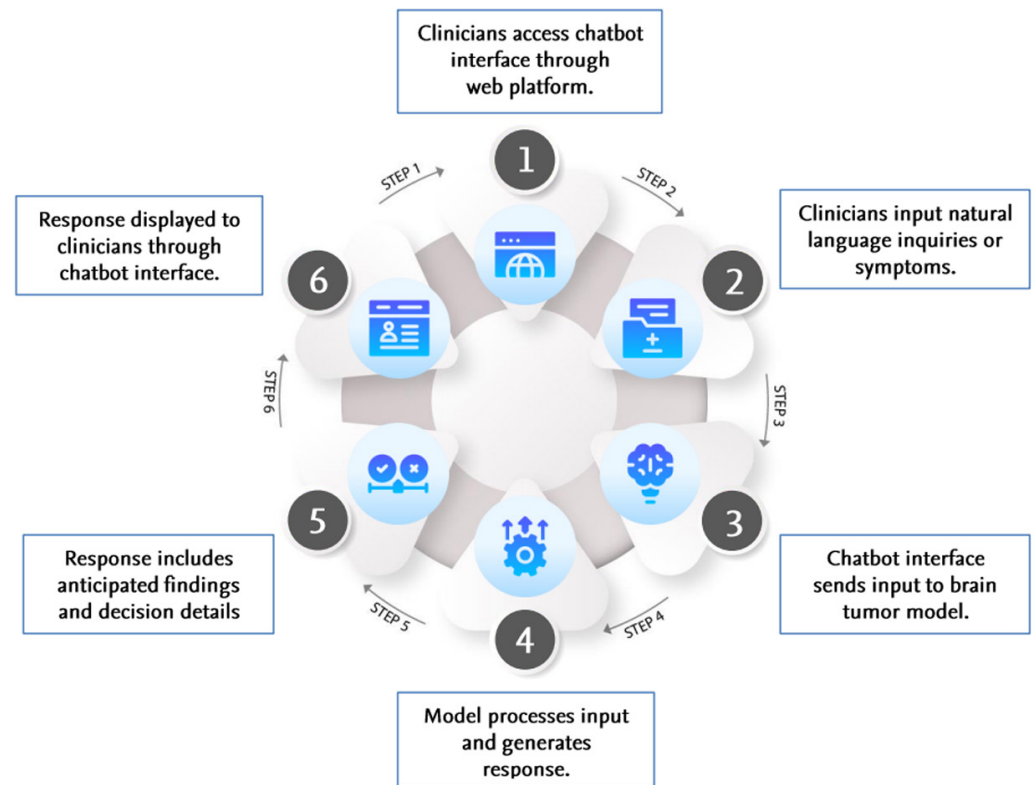 Clinicians access chatbot
interface through
web platform.
1
STEP 1
STEP 2
Clinicians input natural
language inquiries or
symptoms.
2
STEP 3
3
Chatbot interface
sends input to brain
tumor model.
STEP 4
4
Model processes input
and generates
response.
STEP 5
5
Response includes
anticipated findings
and decision details
STEP 6
6
Response displayed to
clinicians through
chatbot interface.